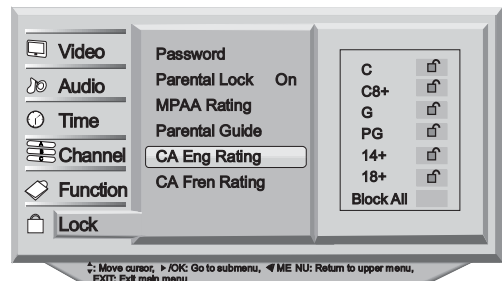 Video
Audio
Time
Channel
Function
Lock
Password
Parental Lock On
MPAA Rating
Parental Guide
CA Eng Rating
CA Fren Rating
C
C8+
G
PG
14+
18+
Block All
: Move cursor, /OK: Go to submenu, ME NU: Return to upper menu,
EXIT: Exit main menu